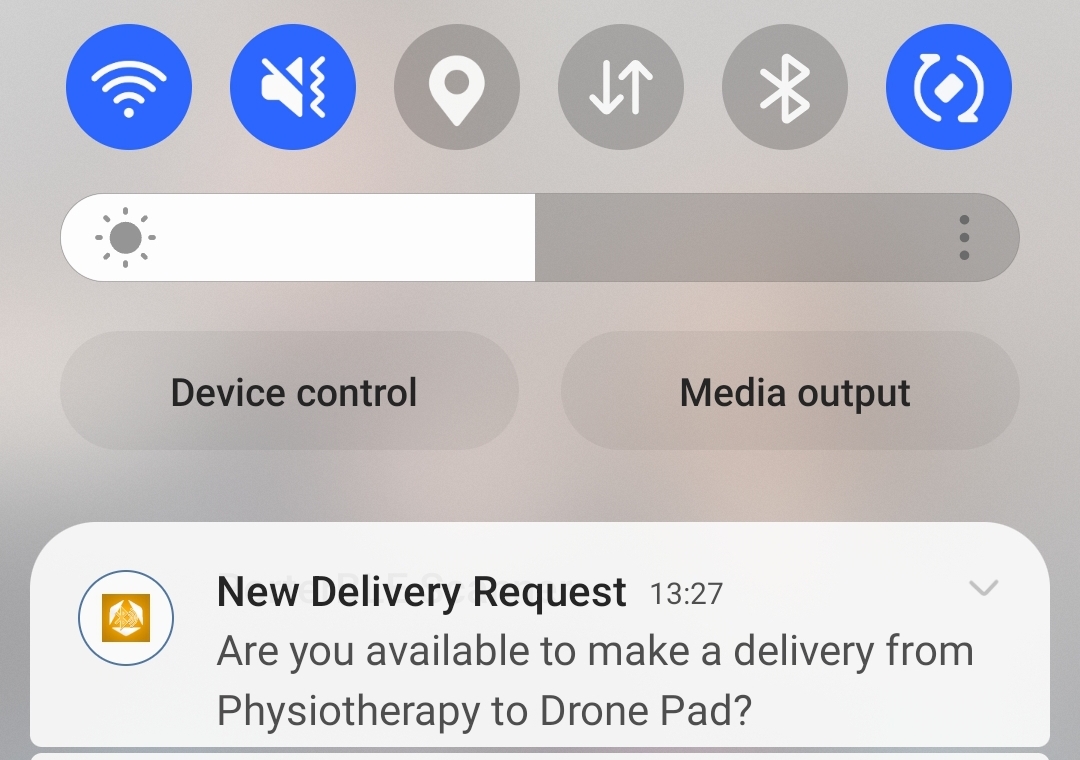 Device control
Media output
New Delivery Request 13:27
Are you available to make a delivery from
Physiotherapy to Drone Pad?